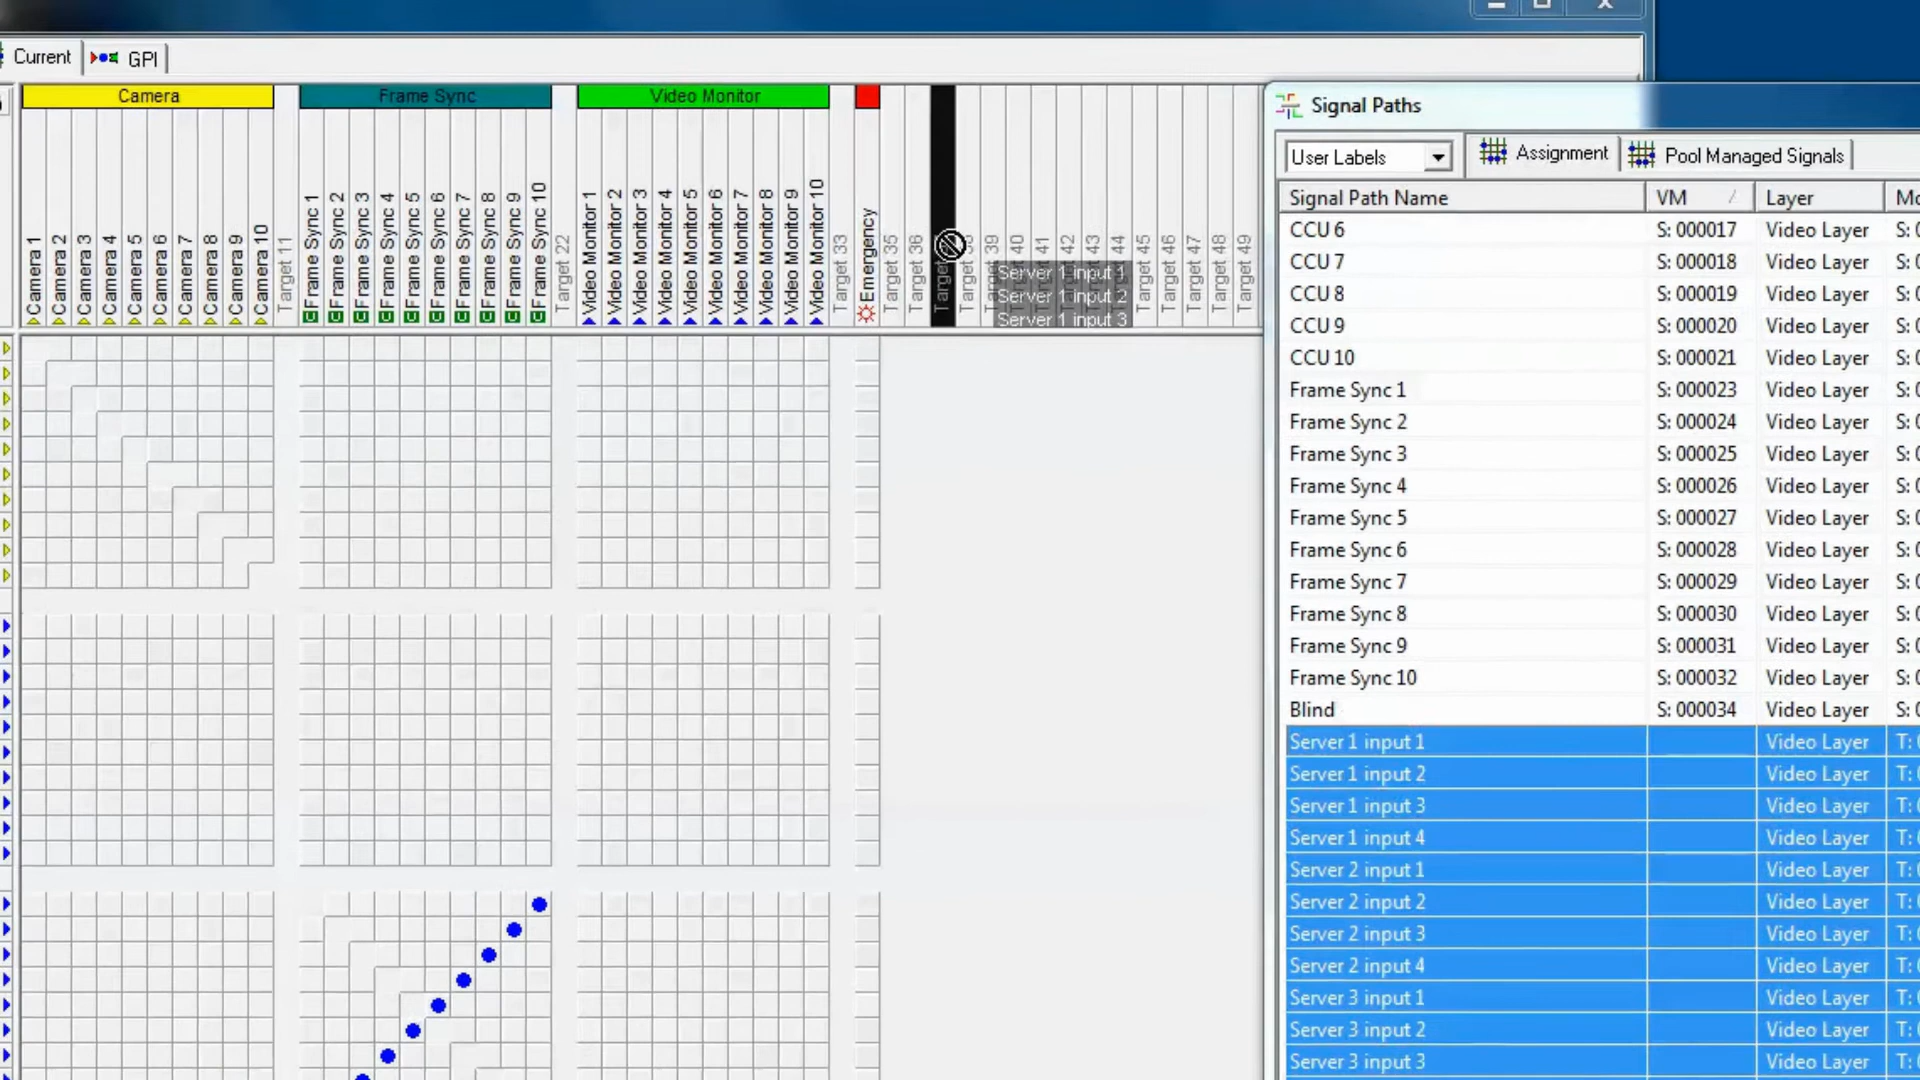 Current
GPI
Camera
Frame Sync
Video Monitor
Camera 1
Camera 2
Camera 3
Camera 4
Camera 5
Camera 6
Camera 7
Camera 8
Camera 9
Camera 10
Target 11
Frame Sync 1
Frame Sync 2
Frame Sync 3
Frame Sync 4
Frame Sync 5
Frame Sync 6
Frame Sync 7
Frame Sync 8
Frame Sync 9
Frame Sync 10
Target 22
Video Monitor 1
Video Monitor 2
Video Monitor 3
Video Monitor 4
Video Monitor 5
Video Monitor 6
Video Monitor 7
Video Monitor 8
Video Monitor 9
Video Monitor 10
Target 33
Emergency
Target 35
Target 36
Target
Target 45
Target 46
Target 47
Target 48
Target 49
Server 1 input 1
Server 1 input 2
Server 1 input 3
Signal Paths
User Labels
Assignment
Pool Managed Signals
Signal Path Name VM Layer
CCU 6 S: 000017 Video Layer S:
CCU 7 S: 000018 Video Layer S:
CCU 8 S: 000019 Video Layer S:
CCU 9 S: 000020 Video Layer S:
CCU 10 S: 000021 Video Layer S:
Frame Sync 1 S: 000023 Video Layer S:
Frame Sync 2 S: 000024 Video Layer S:
Frame Sync 3 S: 000025 Video Layer S:
Frame Sync 4 S: 000026 Video Layer S:
Frame Sync 5 S: 000027 Video Layer S:
Frame Sync 6 S: 000028 Video Layer S:
Frame Sync 7 S: 000029 Video Layer S:
Frame Sync 8 S: 000030 Video Layer S:
Frame Sync 9 S: 000031 Video Layer S:
Frame Sync 10 S: 000032 Video Layer S:
Blind S: 000034 Video Layer S:
Server 1 input 1 Video Layer T:
Server 1 input 2 Video Layer T:
Server 1 input 3 Video Layer T:
Server 1 input 4 Video Layer T:
Server 2 input 1 Video Layer T:
Server 2 input 2 Video Layer T:
Server 2 input 3 Video Layer T:
Server 2 input 4 Video Layer T:
Server 3 input 1 Video Layer T:
Server 3 input 2 Video Layer T:
Server 3 input 3 Video Layer T: